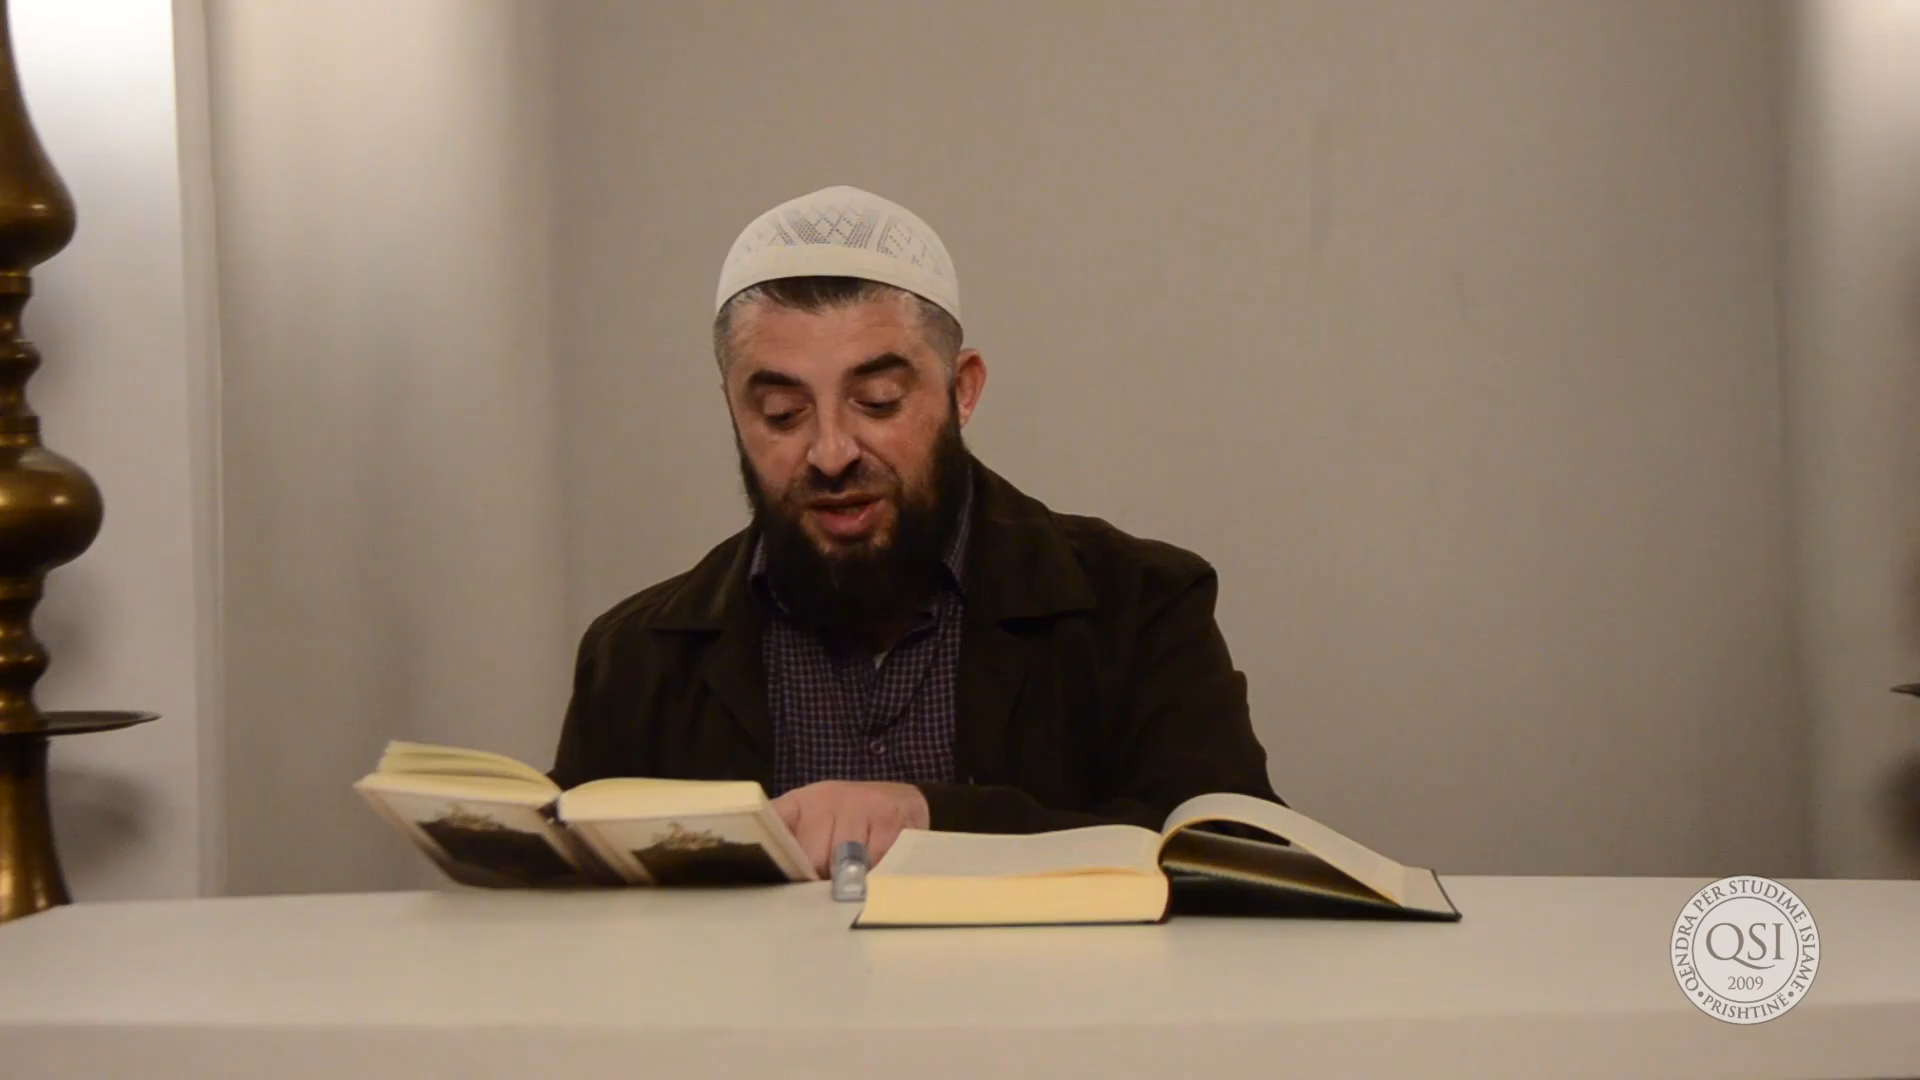 QENDRA PËR STUDIME ISLAME
QSI
2009
• PRISHTINË •